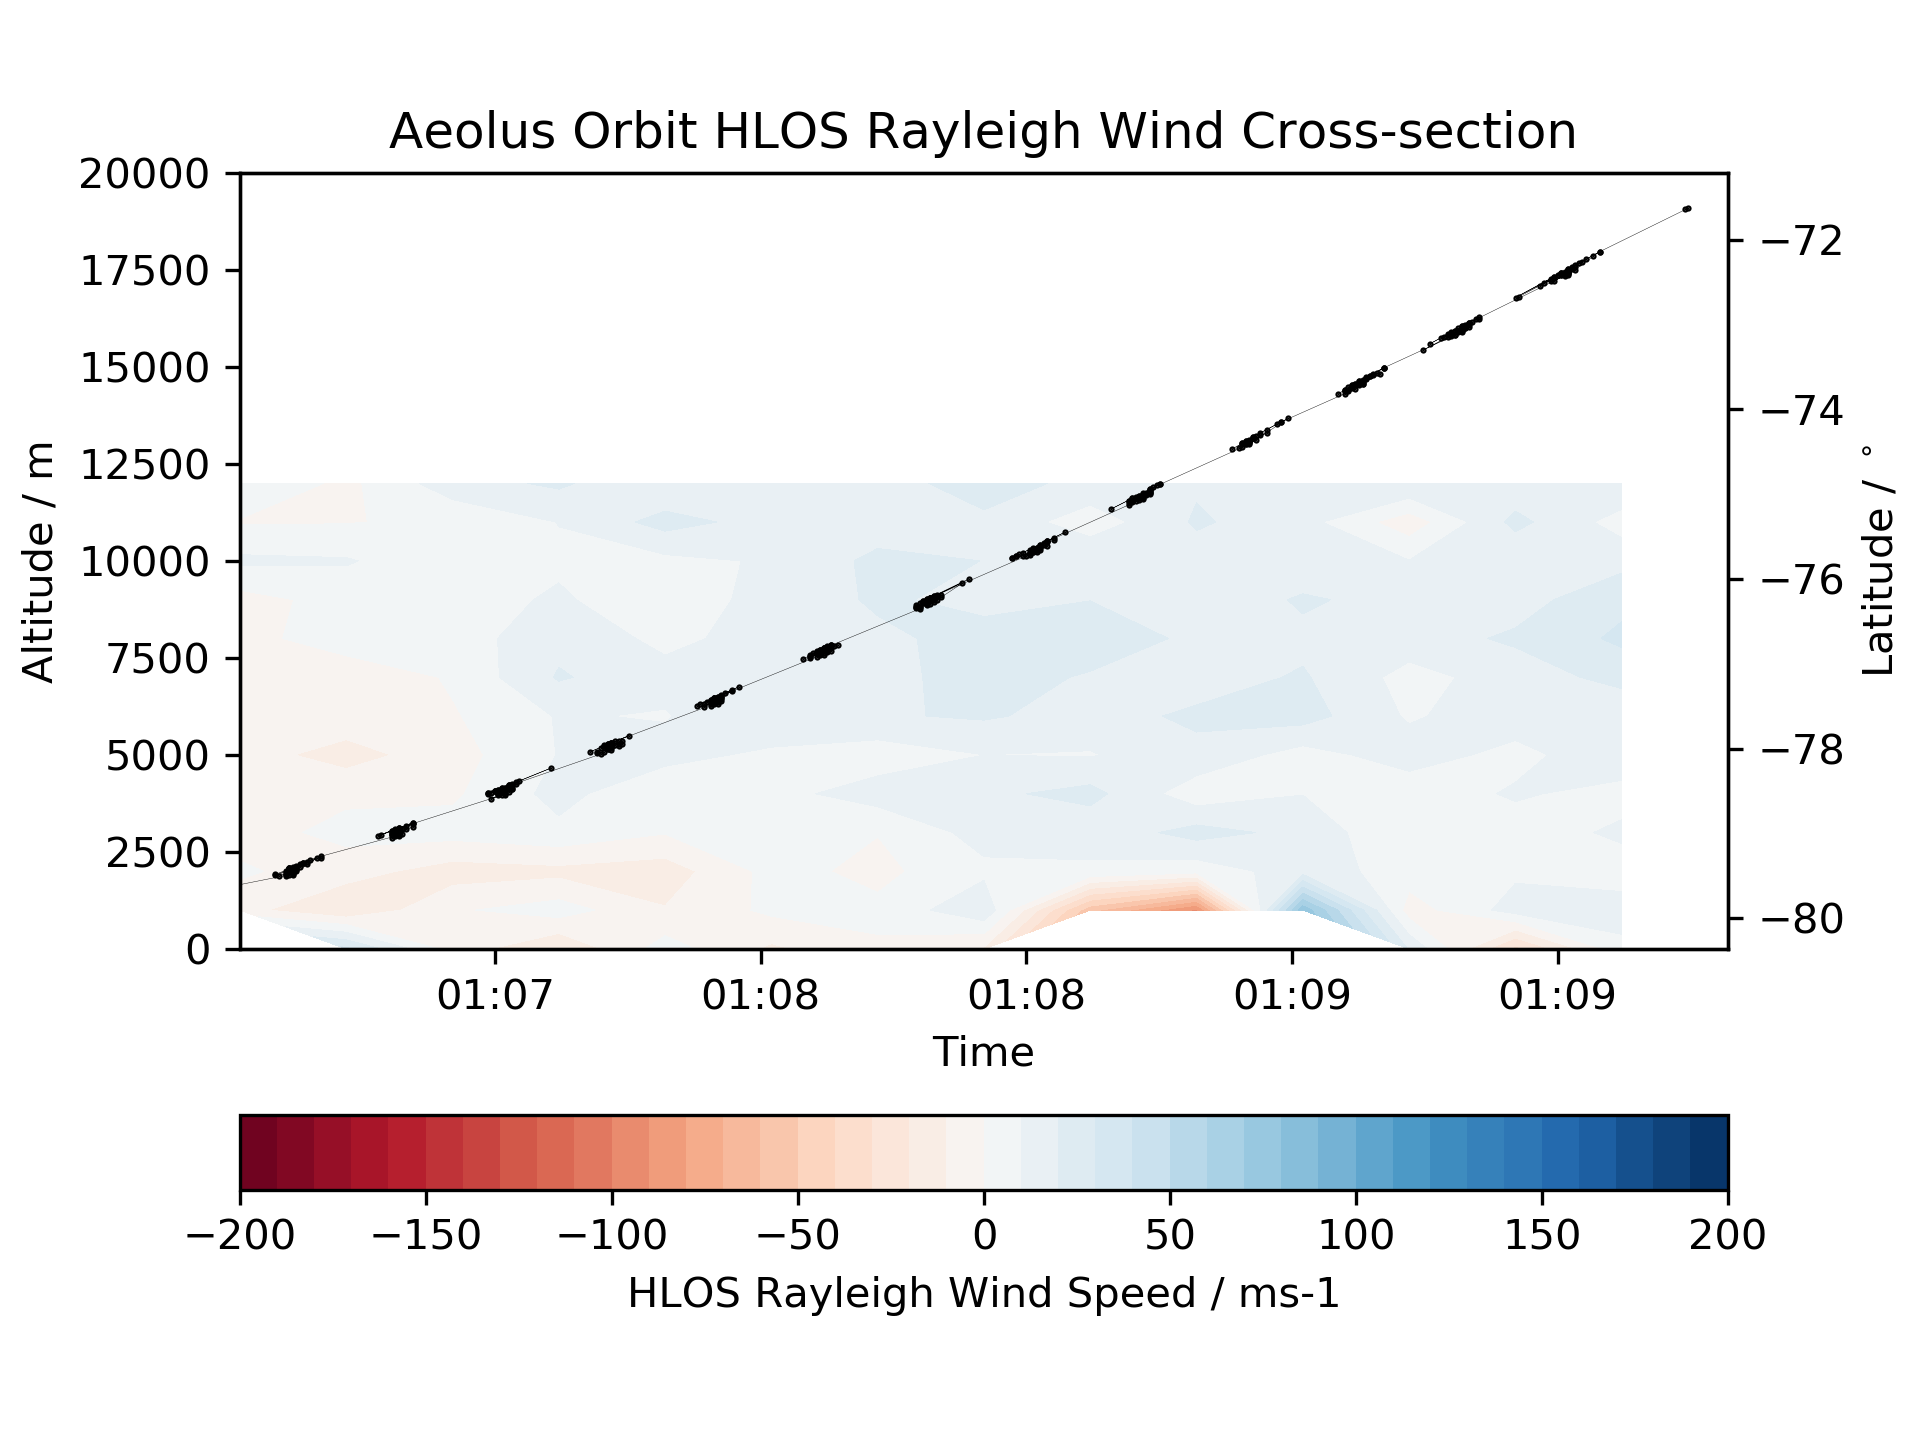 Aeolus Orbit HLOS Rayleigh Wind Cross-section
20000
17500
15000
12500
10000
7500
5000
2500
0
Altitude / m
−72
−74
−76
−78
−80
Latitude / °
01:07 01:08 01:08 01:09 01:09
Time
−200 −150 −100 −50 0 50 100 150 200
HLOS Rayleigh Wind Speed / ms-1